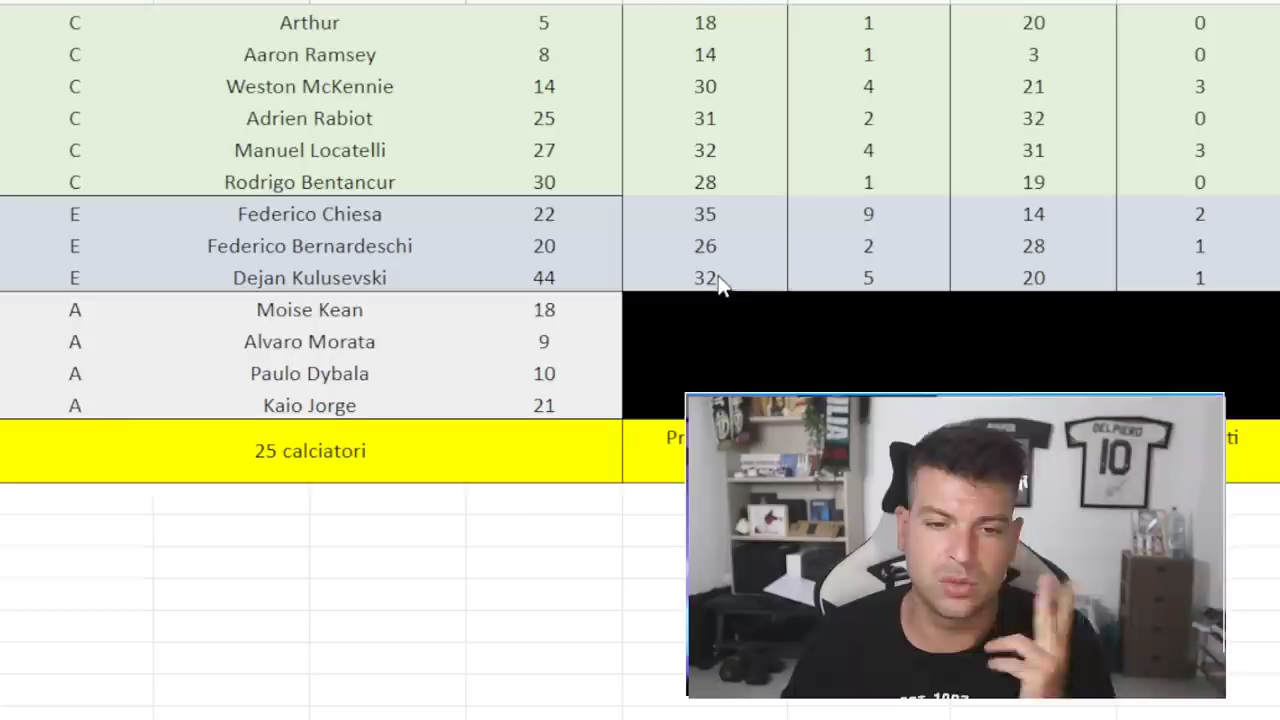 C Arthur 5 18 1 20 0
C Aaron Ramsey 8 14 1 3 0
C Weston McKennie 14 30 4 21 3
C Adrien Rabiot 25 31 2 32 0
C Manuel Locatelli 27 32 4 31 3
C Rodrigo Bentancur 30 28 1 19 0
E Federico Chiesa 22 35 9 14 2
E Federico Bernardeschi 20 26 2 28 1
E Dejan Kulusevski 44 32 5 20 1
A Moise Kean 18
A Alvaro Morata 9
A Paulo Dybala 10
A Kaio Jorge 21
25 calciatori
DEL PIERO
10